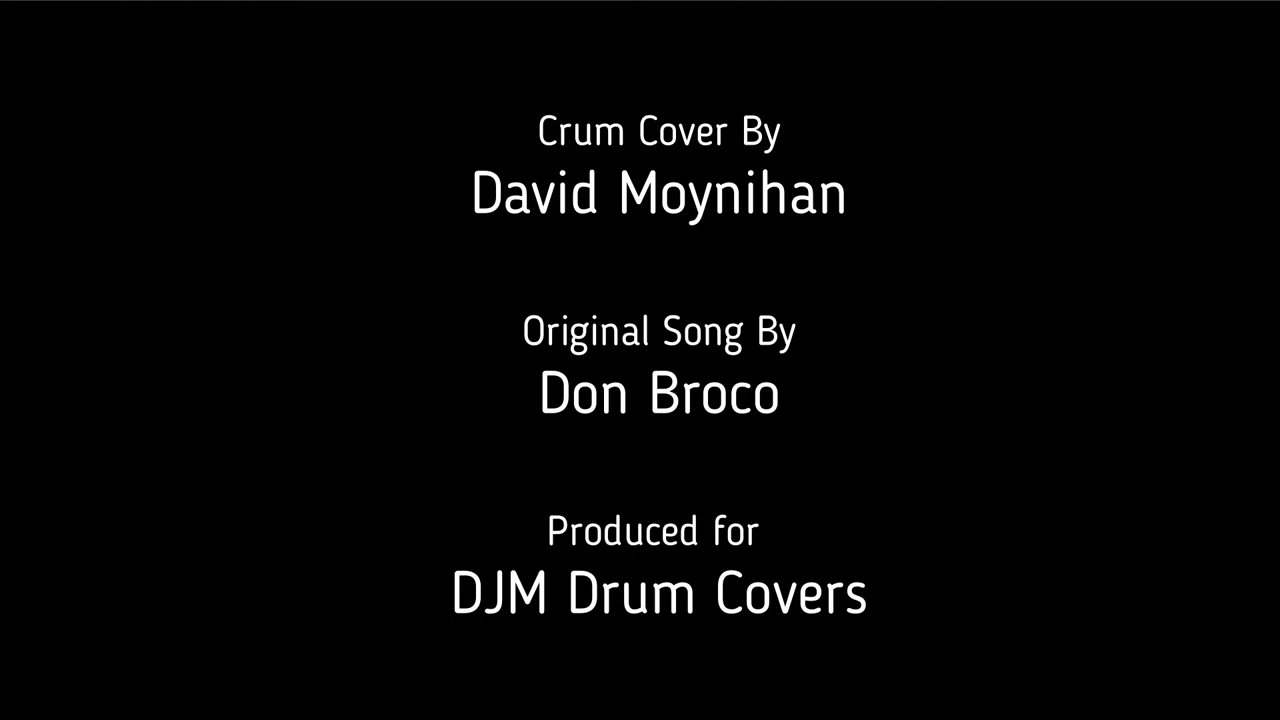 Crum Cover By
David Moynihan
Original Song By
Don Broco
Produced for
DJM Drum Covers